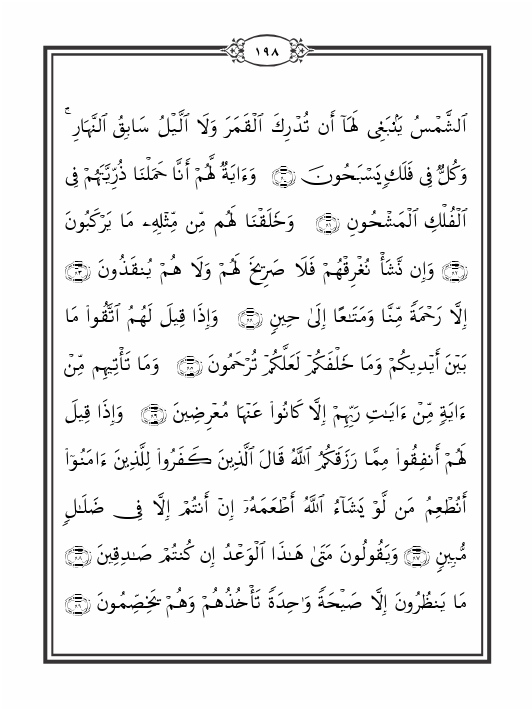 ١٩٨
ٱلشَّمْسُ يَنۢبَغِى لَهَآ أَن تُدْرِكَ ٱلْقَمَرَ وَلَا ٱلَّيْلُ سَابِقُ ٱلنَّهَارِ ۚ
وَكُلٌّ فِى فَلَكٍ يَسْبَحُونَ ۝٤٠ وَءَايَةٌ لَّهُمْ أَنَّا حَمَلْنَا ذُرِّيَّتَهُمْ فِى
ٱلْفُلْكِ ٱلْمَشْحُونِ ۝٤١ وَخَلَقْنَا لَهُم مِّن مِّثْلِهِۦ مَا يَرْكَبُونَ
۝٤٢ وَإِن نَّشَأْ نُغْرِقْهُمْ فَلَا صَرِيخَ لَهُمْ وَلَا هُمْ يُنقَذُونَ ۝٤٣
إِلَّا رَحْمَةً مِّنَّا وَمَتَـٰعًا إِلَىٰ حِينٍ ۝٤٤ وَإِذَا قِيلَ لَهُمُ ٱتَّقُوا۟ مَا
بَيْنَ أَيْدِيكُمْ وَمَا خَلْفَكُمْ لَعَلَّكُمْ تُرْحَمُونَ ۝٤٥ وَمَا تَأْتِيهِم مِّنْ
ءَايَةٍ مِّنْ ءَايَـٰتِ رَبِّهِمْ إِلَّا كَانُوا۟ عَنْهَا مُعْرِضِينَ ۝٤٦ وَإِذَا قِيلَ
لَهُمْ أَنفِقُوا۟ مِمَّا رَزَقَكُمُ ٱللَّهُ قَالَ ٱلَّذِينَ كَفَرُوا۟ لِلَّذِينَ ءَامَنُوٓا۟
أَنُطْعِمُ مَن لَّوْ يَشَآءُ ٱللَّهُ أَطْعَمَهُۥٓ إِنْ أَنتُمْ إِلَّا فِى ضَلَـٰلٍ
مُّبِينٍ ۝٤٧ وَيَقُولُونَ مَتَىٰ هَـٰذَا ٱلْوَعْدُ إِن كُنتُمْ صَـٰدِقِينَ ۝٤٨
مَا يَنظُرُونَ إِلَّا صَيْحَةً وَٰحِدَةً تَأْخُذُهُمْ وَهُمْ يَخِصِّمُونَ ۝٤٩